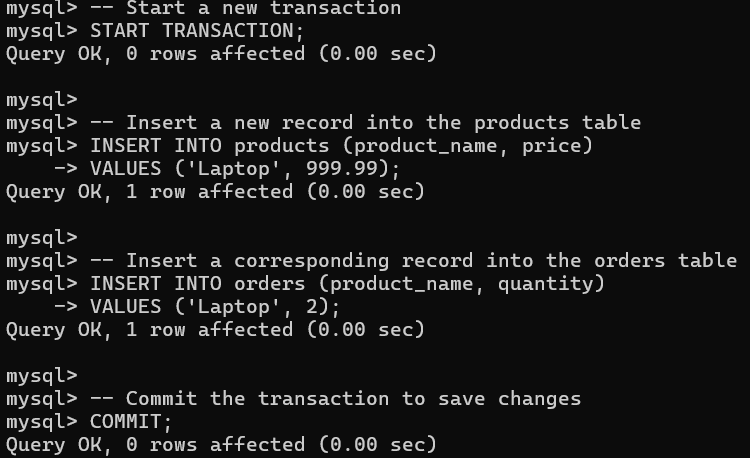 mysql> -- Start a new transaction
mysql> START TRANSACTION;
Query OK, 0 rows affected (0.00 sec)
mysql>
mysql> -- Insert a new record into the products table
mysql> INSERT INTO products (product_name, price)
    -> VALUES ('Laptop', 999.99);
Query OK, 1 row affected (0.00 sec)
mysql>
mysql> -- Insert a corresponding record into the orders table
mysql> INSERT INTO orders (product_name, quantity)
    -> VALUES ('Laptop', 2);
Query OK, 1 row affected (0.00 sec)
mysql>
mysql> -- Commit the transaction to save changes
mysql> COMMIT;
Query OK, 0 rows affected (0.00 sec)